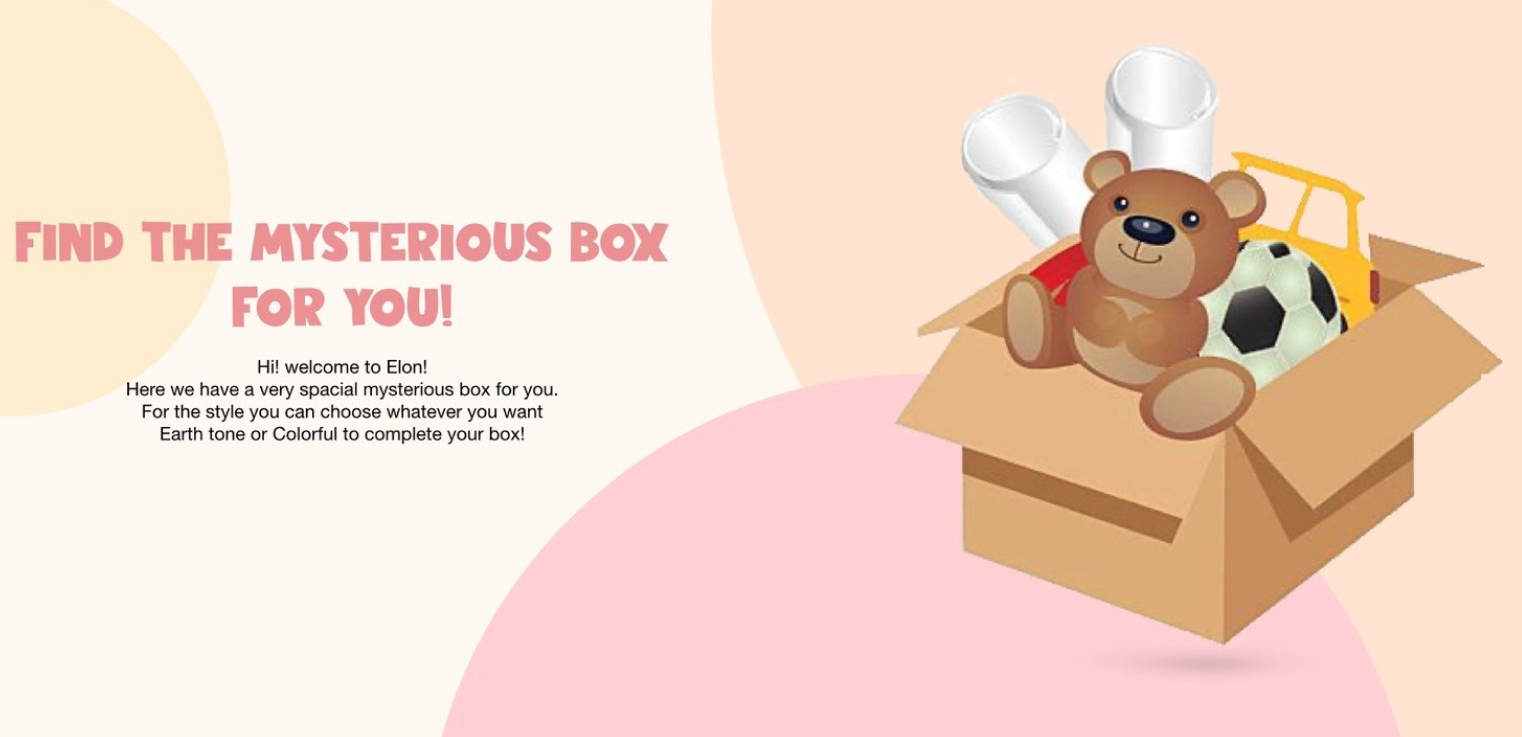 FIND THE MYSTERIOUS BOX
FOR YOU!
Hi! welcome to Elon!
Here we have a very spacial mysterious box for you.
For the style you can choose whatever you want
Earth tone or Colorful to complete your box!